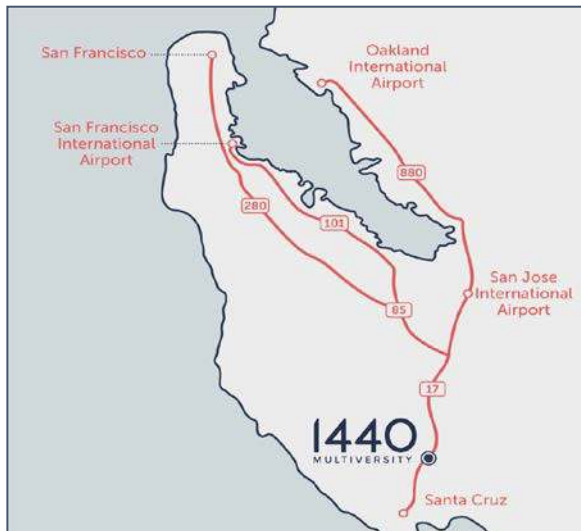 San Francisco
Oakland
International
Airport
San Francisco
International
Airport
880
280
101
San Jose
International
Airport
85
17
1440
MULTIVERSITY
Santa Cruz